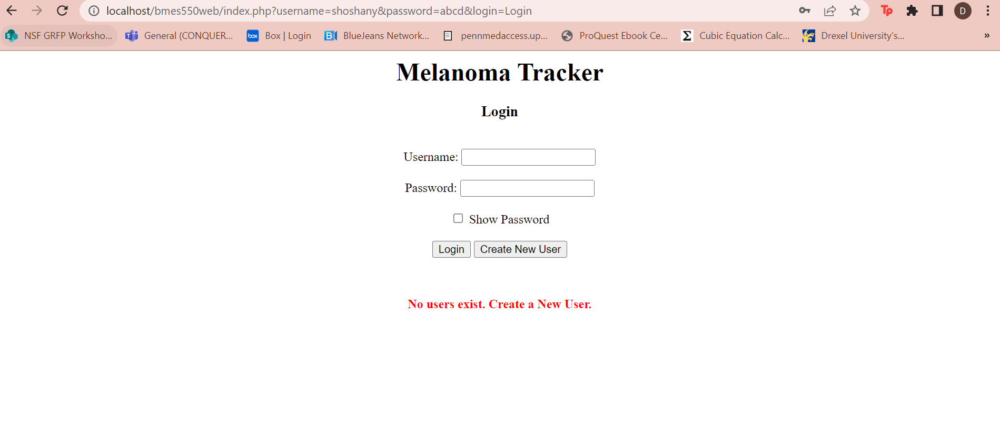 localhost/bmes550web/index.php?username=shoshany&password=abcd&login=Login
Tp
D
S
NSF GRFP Worksho...
T
General (CONQUER...
box
Box | Login
B
BlueJeans Network...
pennmedaccess.up...
ProQuest Ebook Ce...
Σ
Cubic Equation Calc...
Drexel University's...
»
Melanoma Tracker
Login
Username:
Password:
Show Password
Login Create New User
No users exist. Create a New User.